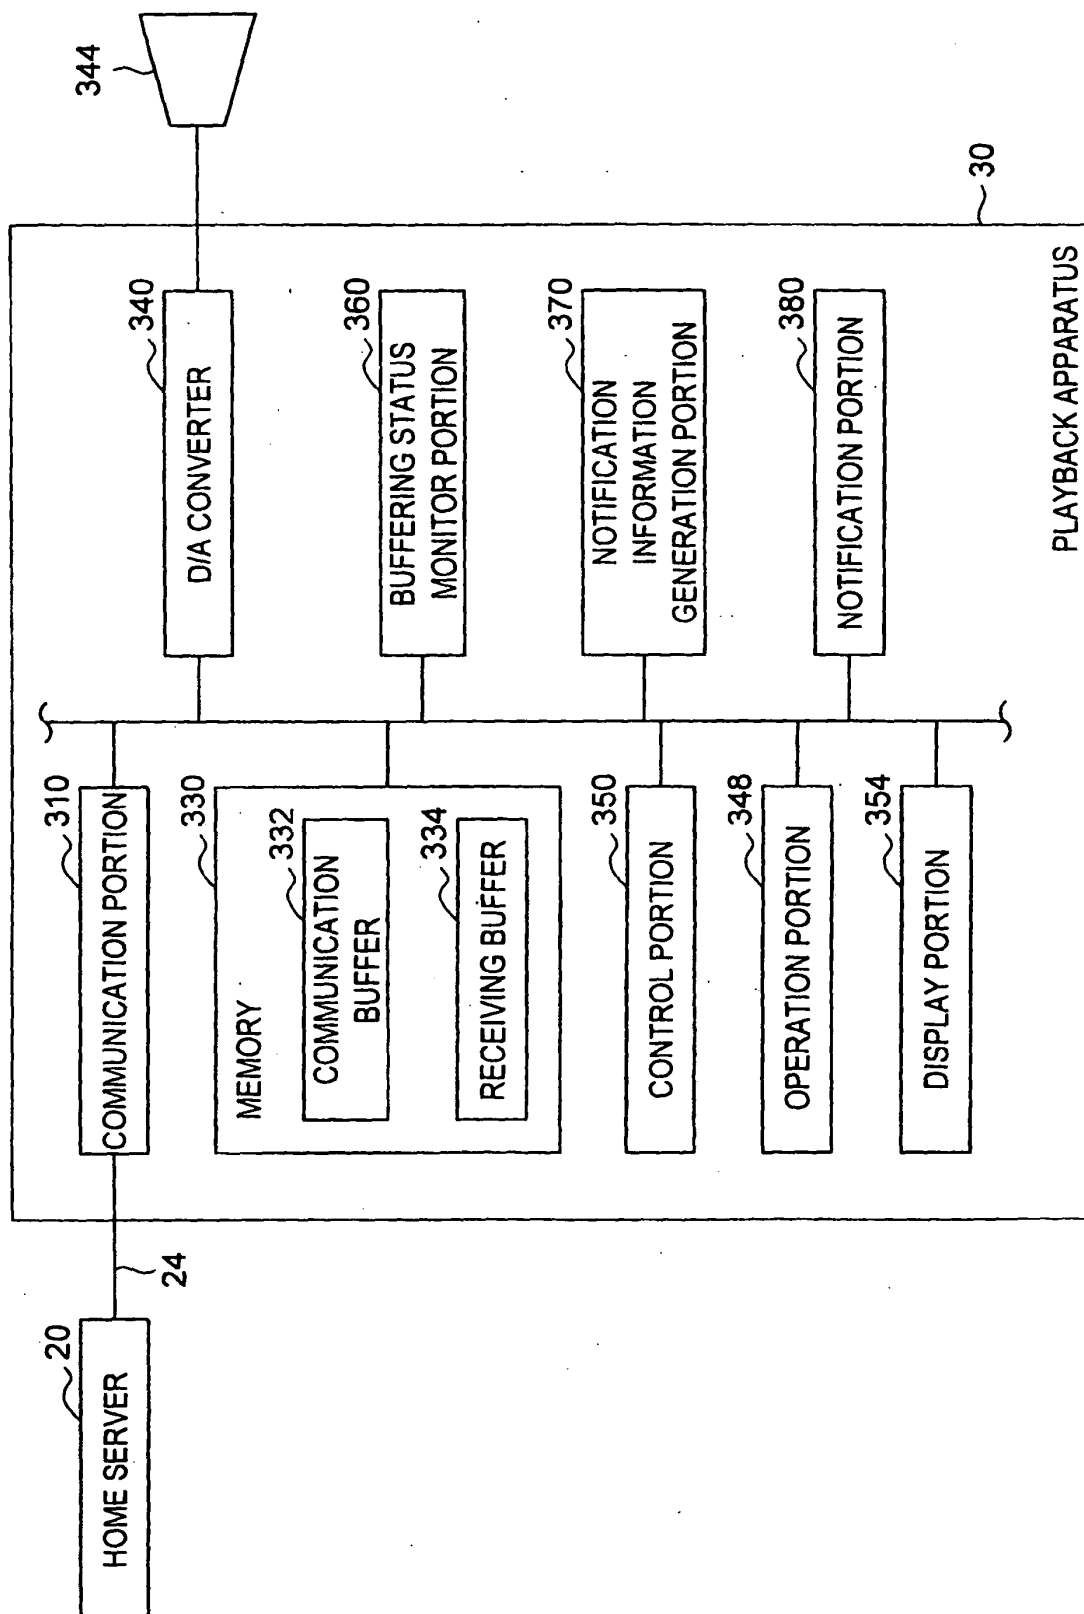 20
HOME SERVER
24
310
COMMUNICATION PORTION
330
MEMORY
332
COMMUNICATION
BUFFER
334
RECEIVING BUFFER
350
CONTROL PORTION
348
OPERATION PORTION
354
DISPLAY PORTION
340
D/A CONVERTER
360
BUFFERING STATUS
MONITOR PORTION
370
NOTIFICATION
INFORMATION
GENERATION PORTION
380
NOTIFICATION PORTION
344
30
PLAYBACK APPARATUS